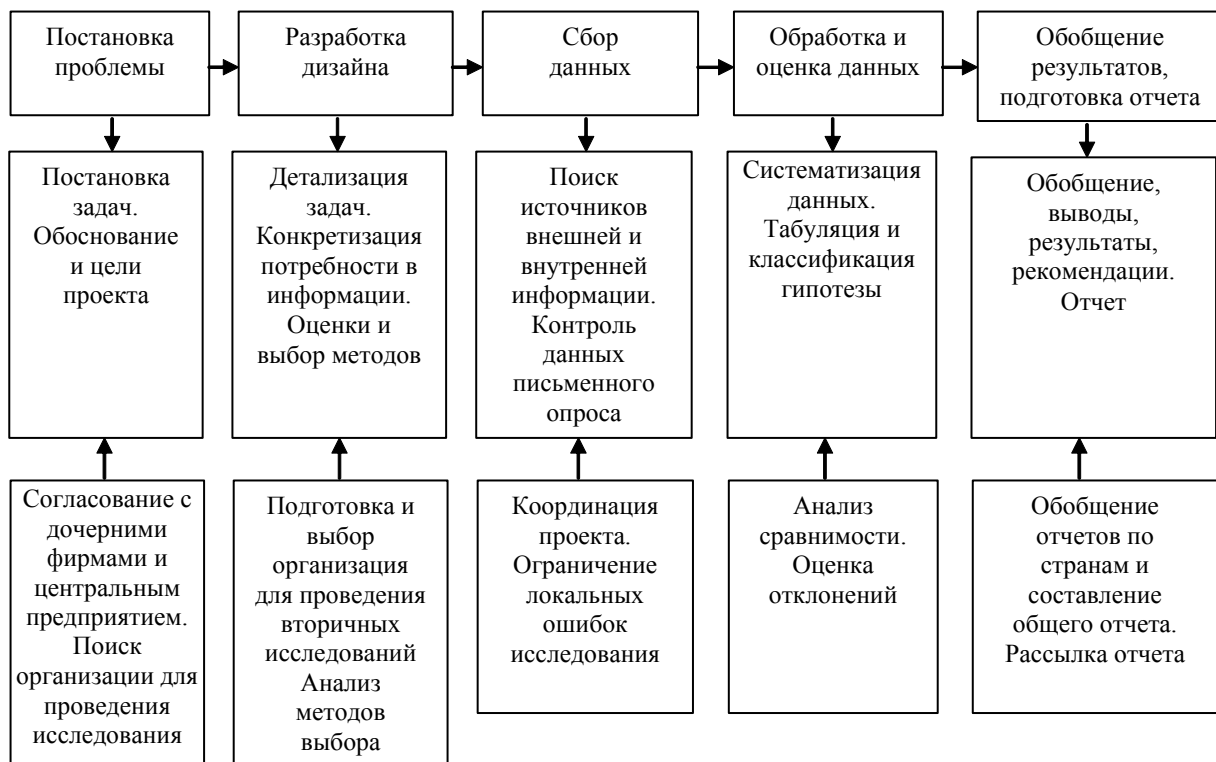 Постановка
проблемы
Разработка
дизайна
Сбор
данных
Обработка и
оценка данных
Обобщение
результатов,
подготовка отчета
Постановка
задач.
Обоснование
и цели
проекта
Детализация
задач.
Конкретизация
потребности в
информации.
Оценки и
выбор методов
Поиск
источников
внешней и
внутренней
информации.
Контроль
данных
письменного
опроса
Систематизация
данных.
Табуляция и
классификация
гипотезы
Обобщение,
выводы,
результаты,
рекомендации.
Отчет
Согласование с
дочерними
фирмами и
центральным
предприятием.
Поиск
организации для
проведения
исследования
Подготовка и
выбор
организация
для проведения
вторичных
исследований
Анализ
методов
выбора
Координация
проекта.
Ограничение
локальных
ошибок
исследования
Анализ
сравнимости.
Оценка
отклонений
Обобщение
отчетов по
странам и
составление
общего отчета.
Рассылка отчета